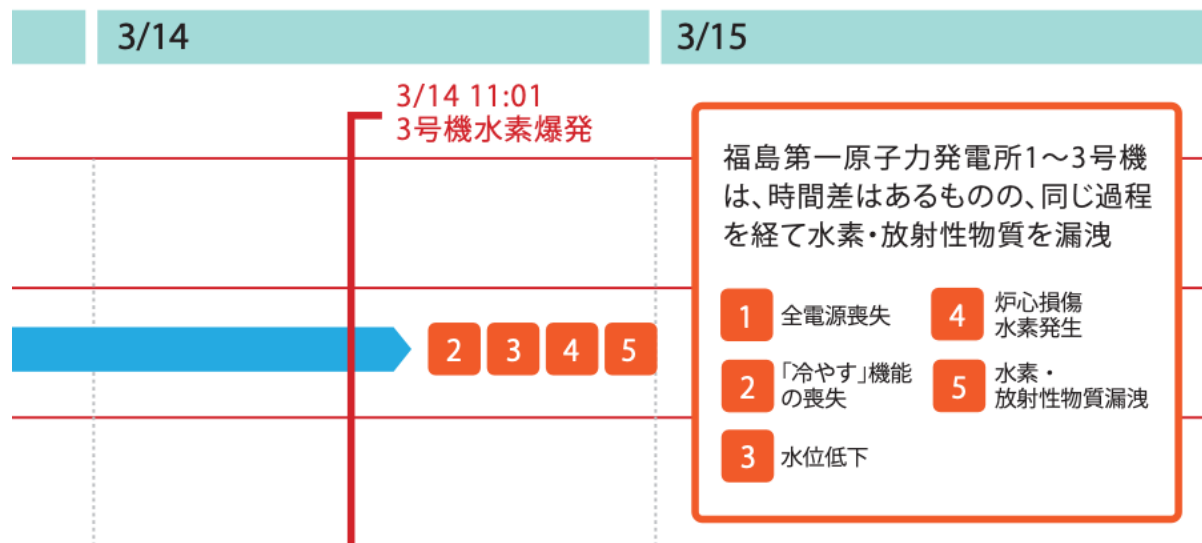 3/14
3/15
3/14 11:01
3号機水素爆発
2 3 4 5
福島第一原子力発電所1～3号機
は、時間差はあるものの、同じ過程
を経て水素・放射性物質を漏洩
1 全電源喪失
2 「冷やす」機能
の喪失
3 水位低下
4 炉心損傷
水素発生
5 水素・
放射性物質漏洩